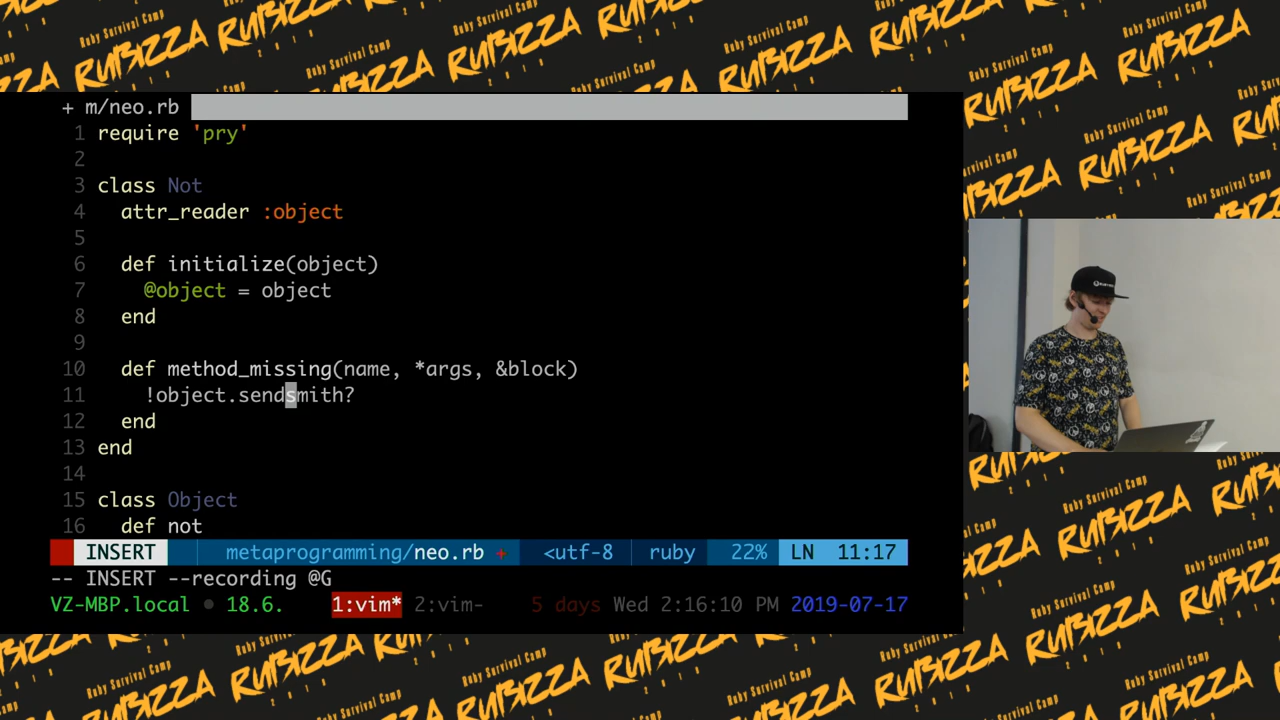 Ruby Survival Camp
RUBIZZA
2019
+ m/neo.rb
1 require 'pry'
2
3 class Not
4 attr_reader :object
5
6 def initialize(object)
7 @object = object
8 end
9
10 def method_missing(name, *args, &block)
11 !object.sendsmith?
12 end
13 end
14
15 class Object
16 def not
INSERT metaprogramming/neo.rb + <utf-8 ruby 22% LN 11:17
-- INSERT --recording @G
VZ-MBP.local • 18.6. 1:vim* 2:vim- 5 days Wed 2:16:10 PM 2019-07-17